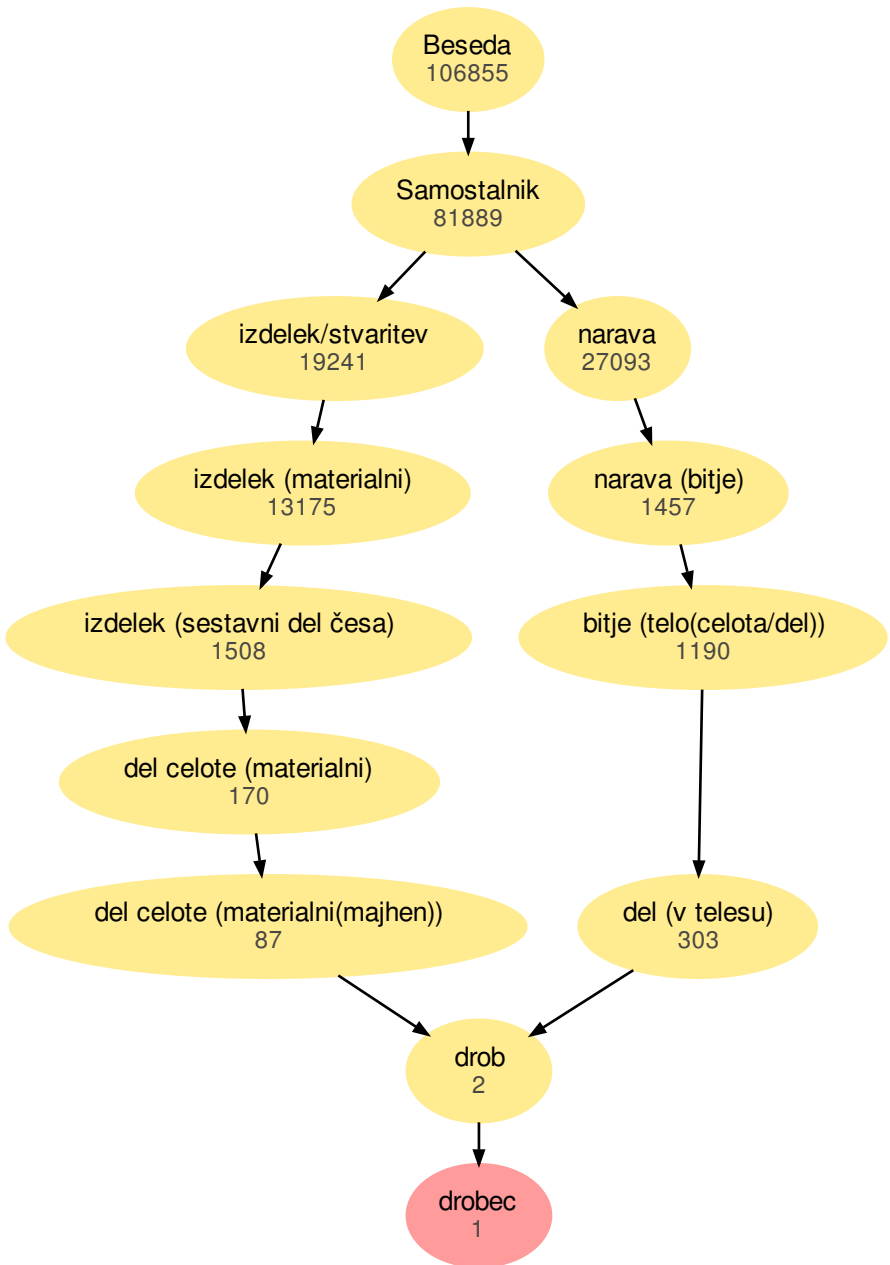 Beseda
106855
Samostalnik
81889
izdelek/stvaritev
19241
narava
27093
izdelek (materialni)
13175
narava (bitje)
1457
izdelek (sestavni del česa)
1508
bitje (telo(celota/del))
1190
del celote (materialni)
170
del celote (materialni(majhen))
87
del (v telesu)
303
drob
2
drobec
1